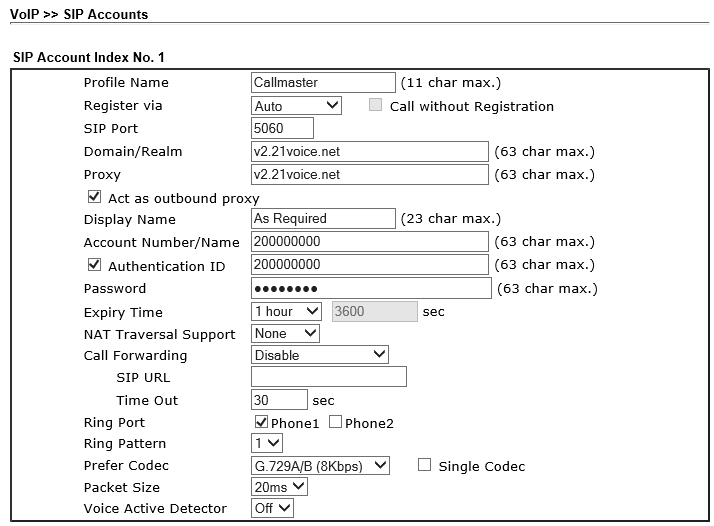 VoIP >> SIP Accounts
SIP Account Index No. 1
Profile Name Callmaster (11 char max.)
Register via Auto Call without Registration
SIP Port 5060
Domain/Realm v2.21voice.net (63 char max.)
Proxy v2.21voice.net (63 char max.)
Act as outbound proxy
Display Name As Required (23 char max.)
Account Number/Name 200000000 (63 char max.)
Authentication ID 200000000 (63 char max.)
Password ●●●●●●●● (63 char max.)
Expiry Time 1 hour 3600 sec
NAT Traversal Support None
Call Forwarding Disable
SIP URL
Time Out 30 sec
Ring Port Phone1 Phone2
Ring Pattern 1
Prefer Codec G.729A/B (8Kbps) Single Codec
Packet Size 20ms
Voice Active Detector Off